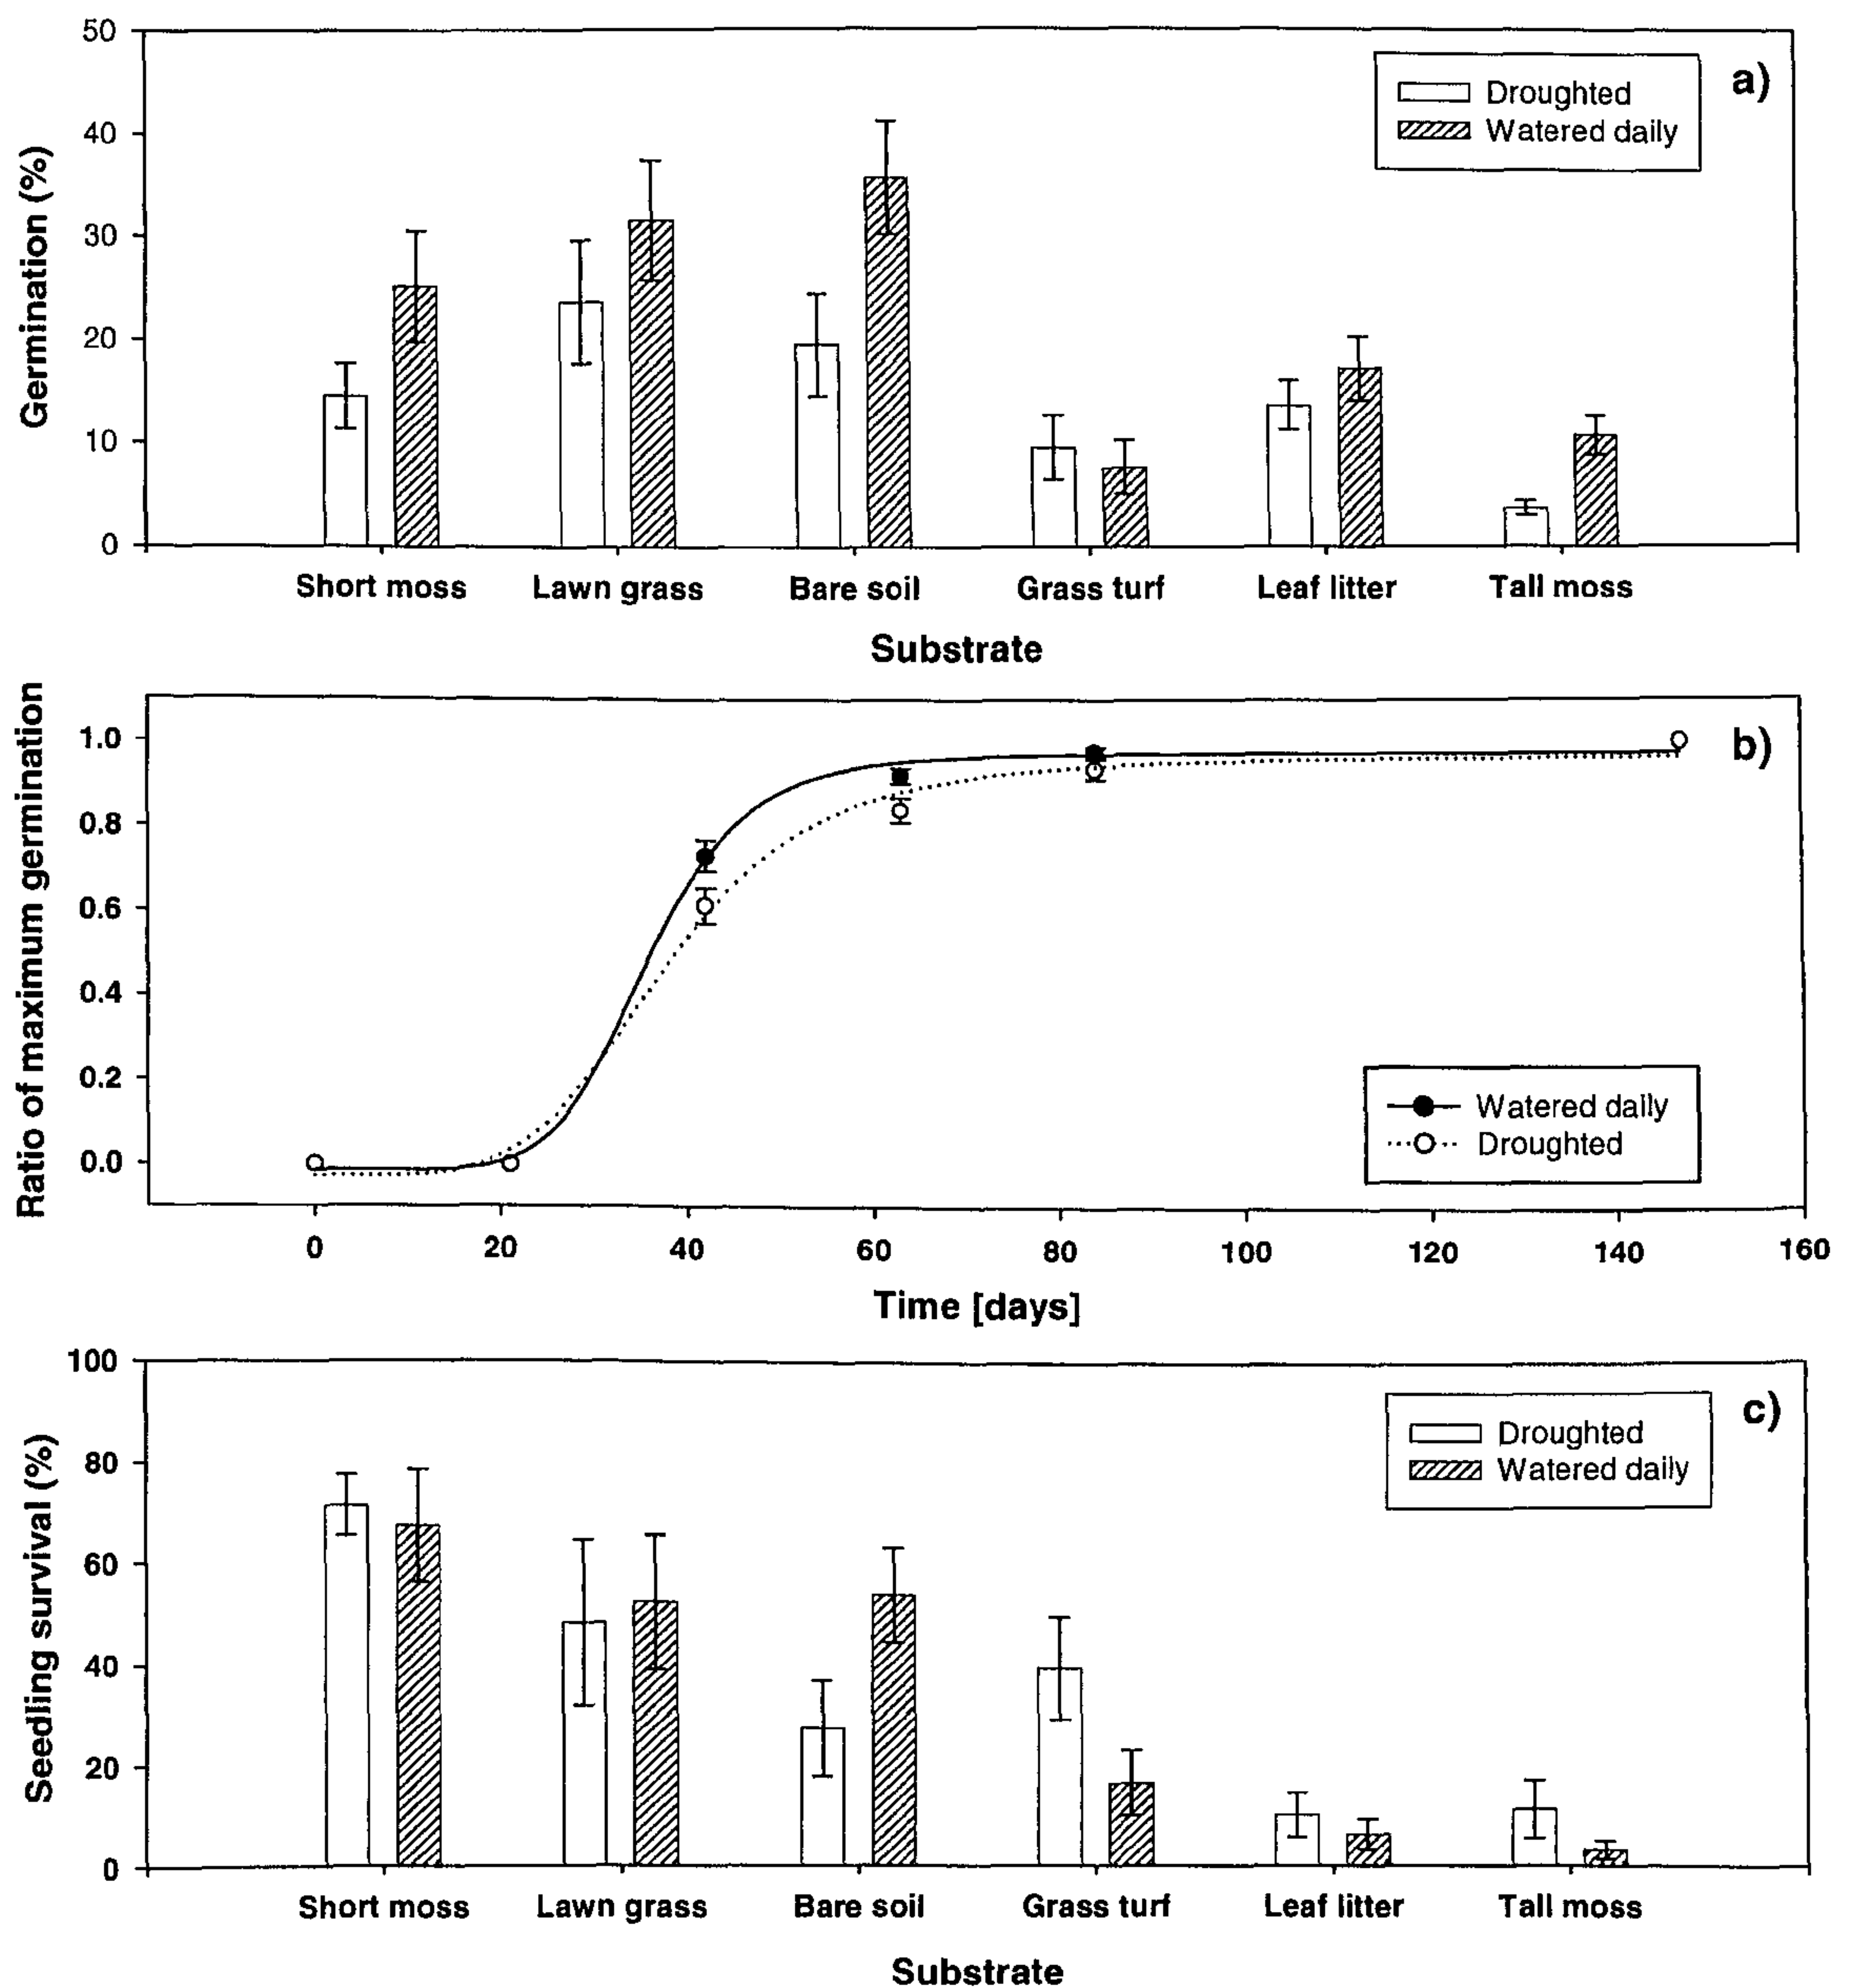 50
40
30
20
10
0
Germination (%)
Droughted
Watered daily
a)
Short moss Lawn grass Bare soil Grass turf Leaf litter Tall moss
Substrate
1.0
0.8
0.6
0.4
0.2
0.0
Ratio of maximum germination
b)
Watered daily
Droughted
0 20 40 60 80 100 120 140 160
Time [days]
100
80
60
40
20
0
Seedling survival (%)
c)
Droughted
Watered daily
Short moss Lawn grass Bare soil Grass turf Leaf litter Tall moss
Substrate